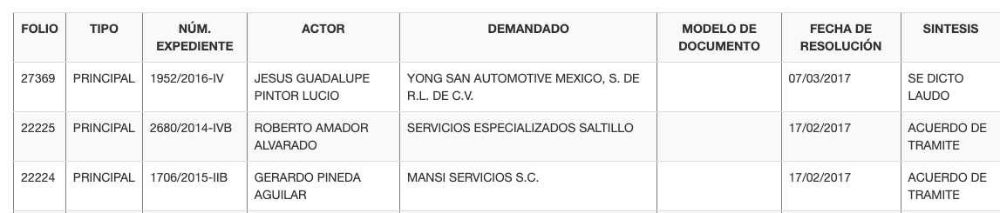 FOLIO TIPO NÚM. EXPEDIENTE ACTOR DEMANDADO MODELO DE DOCUMENTO FECHA DE RESOLUCIÓN SINTESIS
27369 PRINCIPAL 1952/2016-IV JESUS GUADALUPE PINTOR LUCIO YONG SAN AUTOMOTIVE MEXICO, S. DE R.L. DE C.V. 07/03/2017 SE DICTO LAUDO
22225 PRINCIPAL 2680/2014-IVB ROBERTO AMADOR ALVARADO SERVICIOS ESPECIALIZADOS SALTILLO 17/02/2017 ACUERDO DE TRAMITE
22224 PRINCIPAL 1706/2015-IIB GERARDO PINEDA AGUILAR MANSI SERVICIOS S.C. 17/02/2017 ACUERDO DE TRAMITE